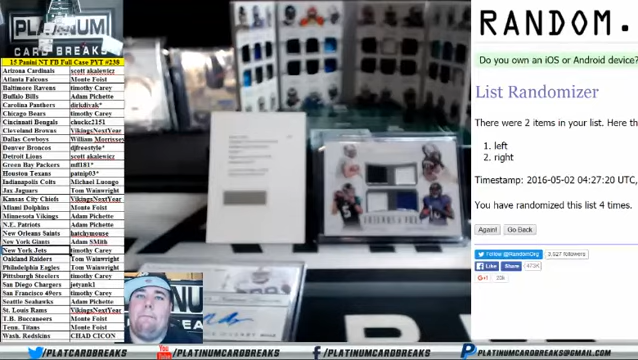 PLATINUM
CARD BREAKS
15 Panini NT FB Full Case PYT #238
Arizona Cardinals scott akalewicz
Atlanta Falcons Monte Foist
Baltimore Ravens timothy Carey
Buffalo Bills Adam Pichette
Carolina Panthers dirkdivak*
Chicago Bears timothy Carey
Cincinati Bengals chuckc2151
Cleveland Browns VikingsNextYear
Dallas Cowboys William Morrisse
Denver Broncos djfreestyle*
Detroit Lions scott akalewicz
Green Bay Packers mfl181*
Houston Texans patnip03*
Indianapolis Colts Michael Luongo
Jax Jaguars Tom Wainwright
Kansas City Chiefs VikingsNextYear
Miami Dolphins Monte Foist
Minnesota Vikings Adam Pichette
N.E. Patriots Adam Pichette
New Orleans Saints hatchymouse
New York Giants Adam SMith
New York Jets timothy Carey
Oakland Raiders Tom Wainwright
Philadelphia Eagles Tom Wainwright
Pittsburgh Steelers timothy Carey
San Diego Chargers jetyank1
San Francisco 49ers timothy Carey
Seattle Seahawks Adam Pichette
St. Louis Rams VikingsNextYear
T.B. Buccaneers Monte Foist
Tenn. Titans Monte Foist
Wash. Redskins CHAD CICON
RANDOM.
Do you own an iOS or Android device?
List Randomizer
There were 2 items in your list. Here th
1. left
2. right
Timestamp: 2016-05-02 04:27:20 UTC,
You have randomized this list 4 times.
Again!
Go Back
Follow @RandomOrg
3,527 followers
Like
Share
/PLATCARDBREAKS
You Tube
/PLATINUMCARDBREAKS
/PLATINUMCARDBREAKS
PLATINUMCARDBREAKS@GMAIL.COM